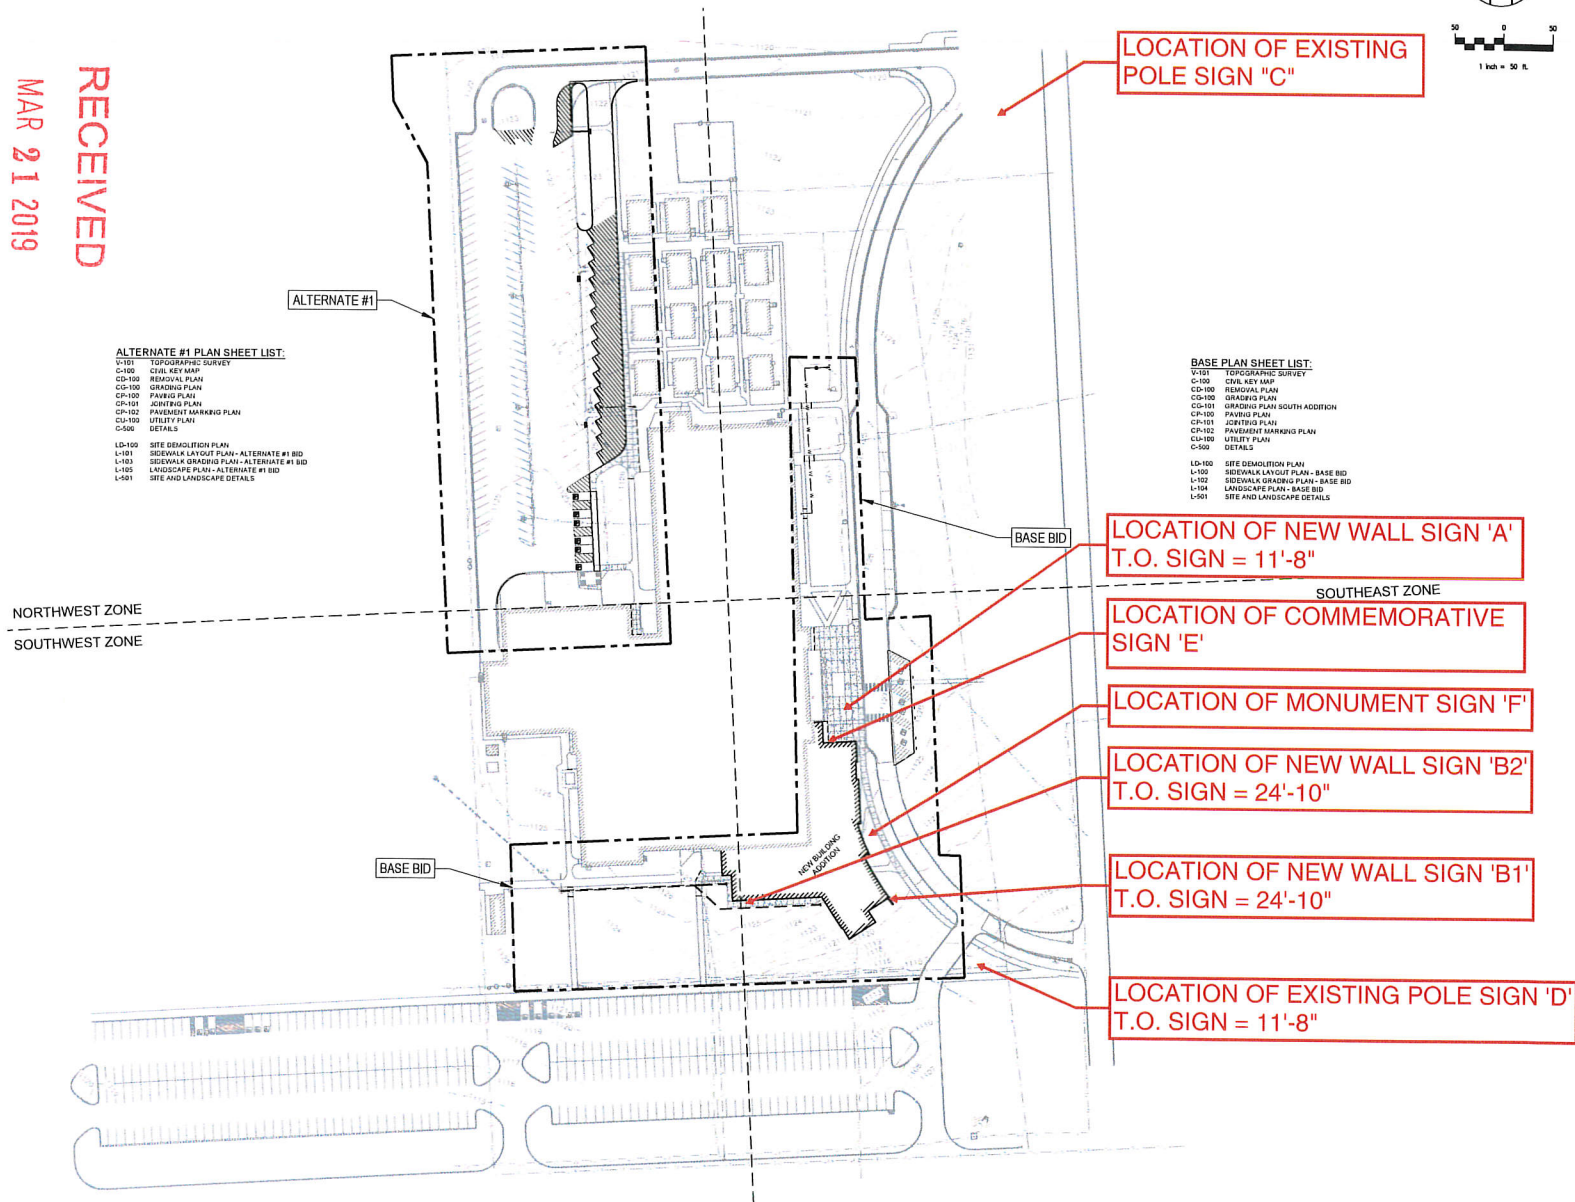 50 0 50
1 inch = 50 ft.
LOCATION OF EXISTING
POLE SIGN "C"
RECEIVED
MAR 21 2019
ALTERNATE #1
ALTERNATE #1 PLAN SHEET LIST:
V-101 TOPOGRAPHIC SURVEY
C-100 CIVIL KEY MAP
CD-100 REMOVAL PLAN
CG-100 GRADING PLAN
CP-100 PAVING PLAN
CP-101 JOINTING PLAN
CP-102 PAVEMENT MARKING PLAN
CU-100 UTILITY PLAN
C-500 DETAILS
LD-100 SITE DEMOLITION PLAN
L-101 SIDEWALK LAYOUT PLAN - ALTERNATE #1 BID
L-103 SIDEWALK GRADING PLAN - ALTERNATE #1 BID
L-105 LANDSCAPE PLAN - ALTERNATE #1 BID
L-501 SITE AND LANDSCAPE DETAILS
BASE PLAN SHEET LIST:
V-101 TOPOGRAPHIC SURVEY
C-100 CIVIL KEY MAP
CD-100 REMOVAL PLAN
CG-100 GRADING PLAN
CG-101 GRADING PLAN SOUTH ADDITION
CP-100 PAVING PLAN
CP-101 JOINTING PLAN
CP-102 PAVEMENT MARKING PLAN
CU-100 UTILITY PLAN
C-500 DETAILS
LD-100 SITE DEMOLITION PLAN
L-100 SIDEWALK LAYOUT PLAN - BASE BID
L-102 SIDEWALK GRADING PLAN - BASE BID
L-104 LANDSCAPE PLAN - BASE BID
L-501 SITE AND LANDSCAPE DETAILS
BASE BID
LOCATION OF NEW WALL SIGN 'A'
T.O. SIGN = 11'-8"
NORTHWEST ZONE
SOUTHWEST ZONE
SOUTHEAST ZONE
LOCATION OF COMMEMORATIVE
SIGN 'E'
LOCATION OF MONUMENT SIGN 'F'
LOCATION OF NEW WALL SIGN 'B2'
T.O. SIGN = 24'-10"
NEW BUILDING
ADDITION
BASE BID
LOCATION OF NEW WALL SIGN 'B1'
T.O. SIGN = 24'-10"
LOCATION OF EXISTING POLE SIGN 'D'
T.O. SIGN = 11'-8"